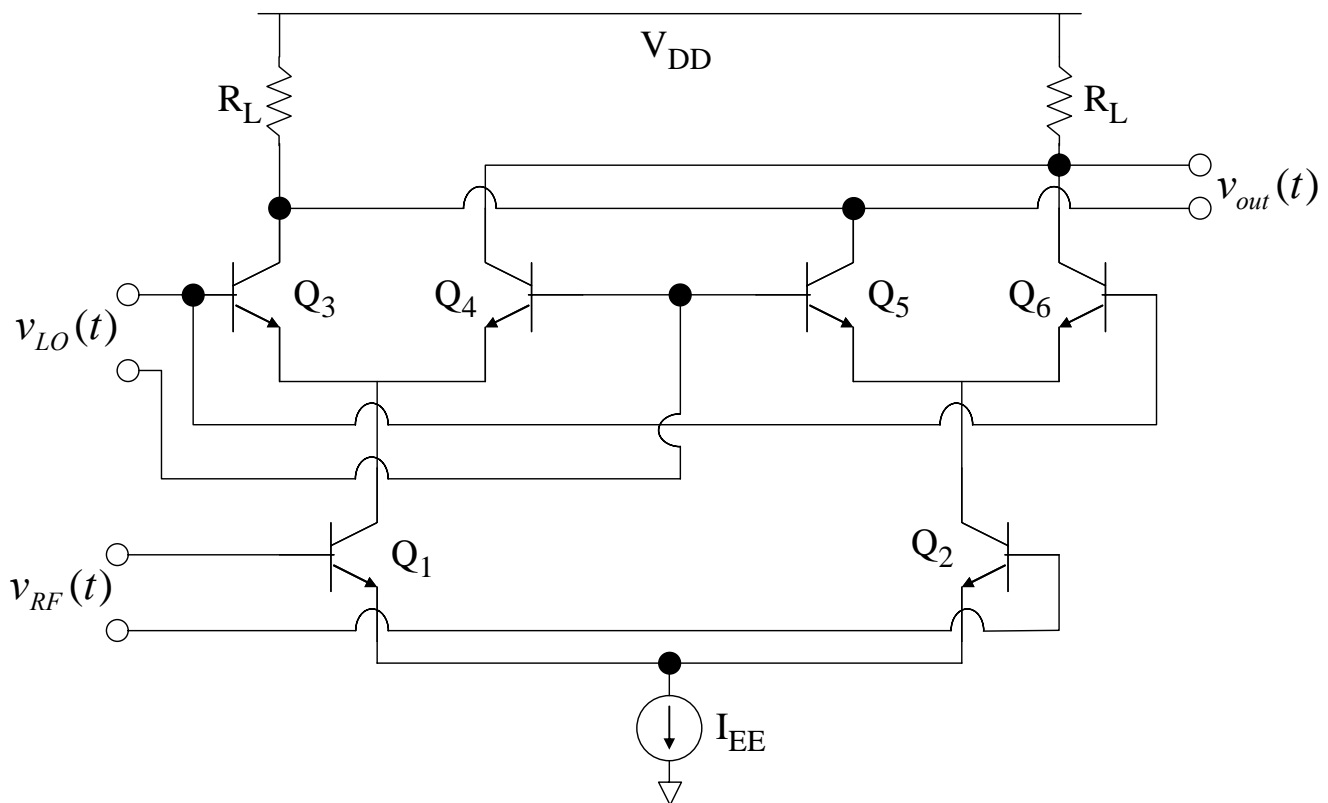 V_DD
R_L
R_L
v_out(t)
Q_3
Q_4
Q_5
Q_6
v_LO(t)
Q_1
Q_2
v_RF(t)
I_EE